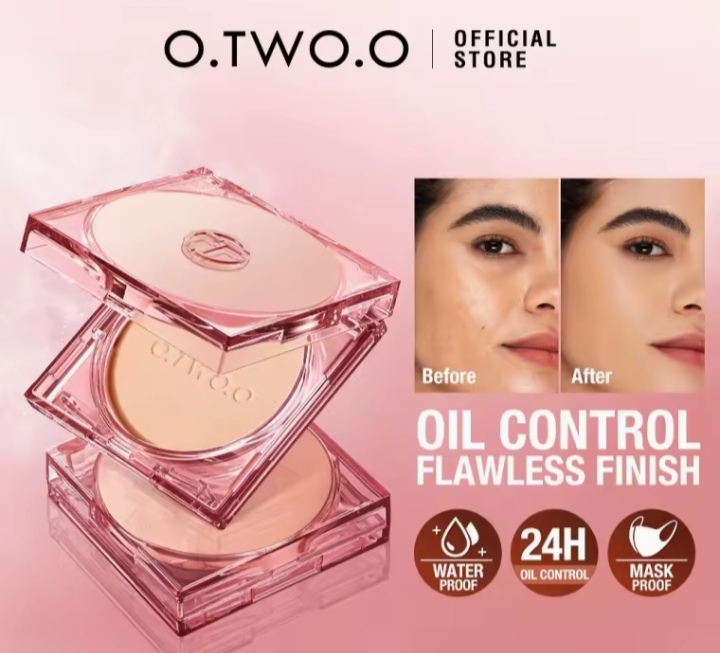 O.TWO.O
OFFICIAL
STORE
O.TWO.O
Before
After
OIL CONTROL
FLAWLESS FINISH
WATER
PROOF
24H
OIL CONTROL
MASK
PROOF